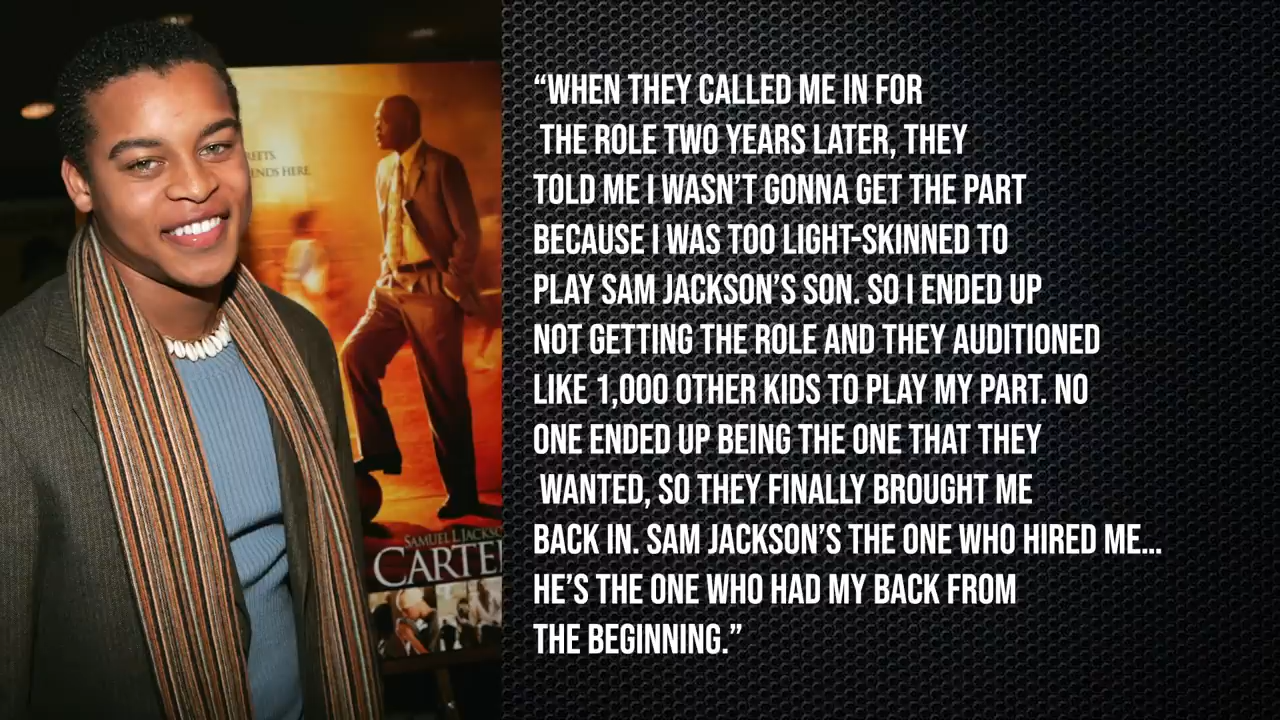 “WHEN THEY CALLED ME IN FOR
THE ROLE TWO YEARS LATER, THEY
TOLD ME I WASN’T GONNA GET THE PART
BECAUSE I WAS TOO LIGHT-SKINNED TO
PLAY SAM JACKSON’S SON. SO I ENDED UP
NOT GETTING THE ROLE AND THEY AUDITIONED
LIKE 1,000 OTHER KIDS TO PLAY MY PART. NO
ONE ENDED UP BEING THE ONE THAT THEY
WANTED, SO THEY FINALLY BROUGHT ME
BACK IN. SAM JACKSON’S THE ONE WHO HIRED ME...
HE’S THE ONE WHO HAD MY BACK FROM
THE BEGINNING.”
ENDS HERE
SAMUEL L. JACKSO
CARTE